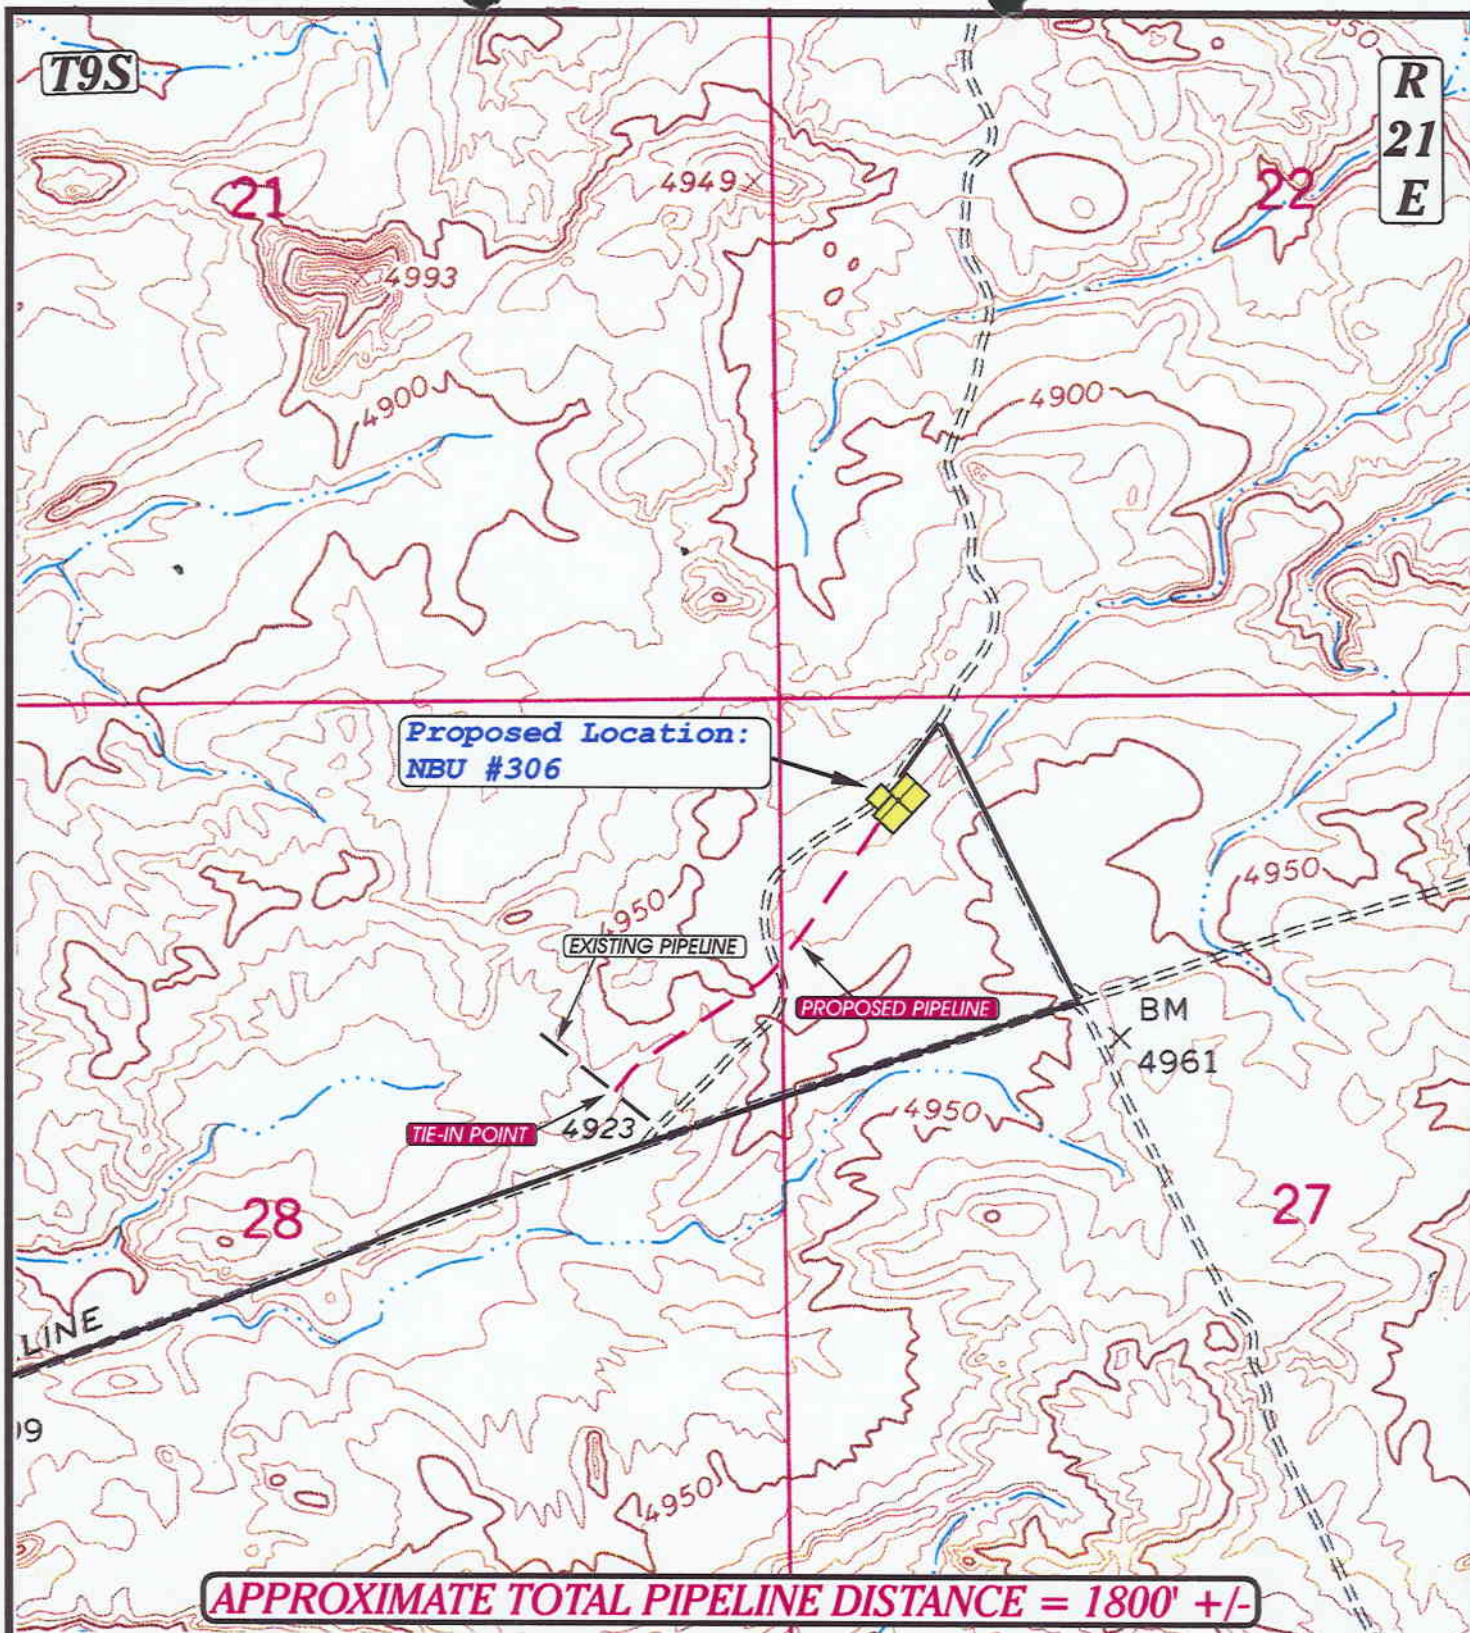 T9S
R
21
E
21
22
4949
4993
4900
4900
Proposed Location:
NBU #306
4950
4950
EXISTING PIPELINE
PROPOSED PIPELINE
BM
4961
4950
TIE-IN POINT
4923
28
27
LINE
4950
APPROXIMATE TOTAL PIPELINE DISTANCE = 1800' +/-